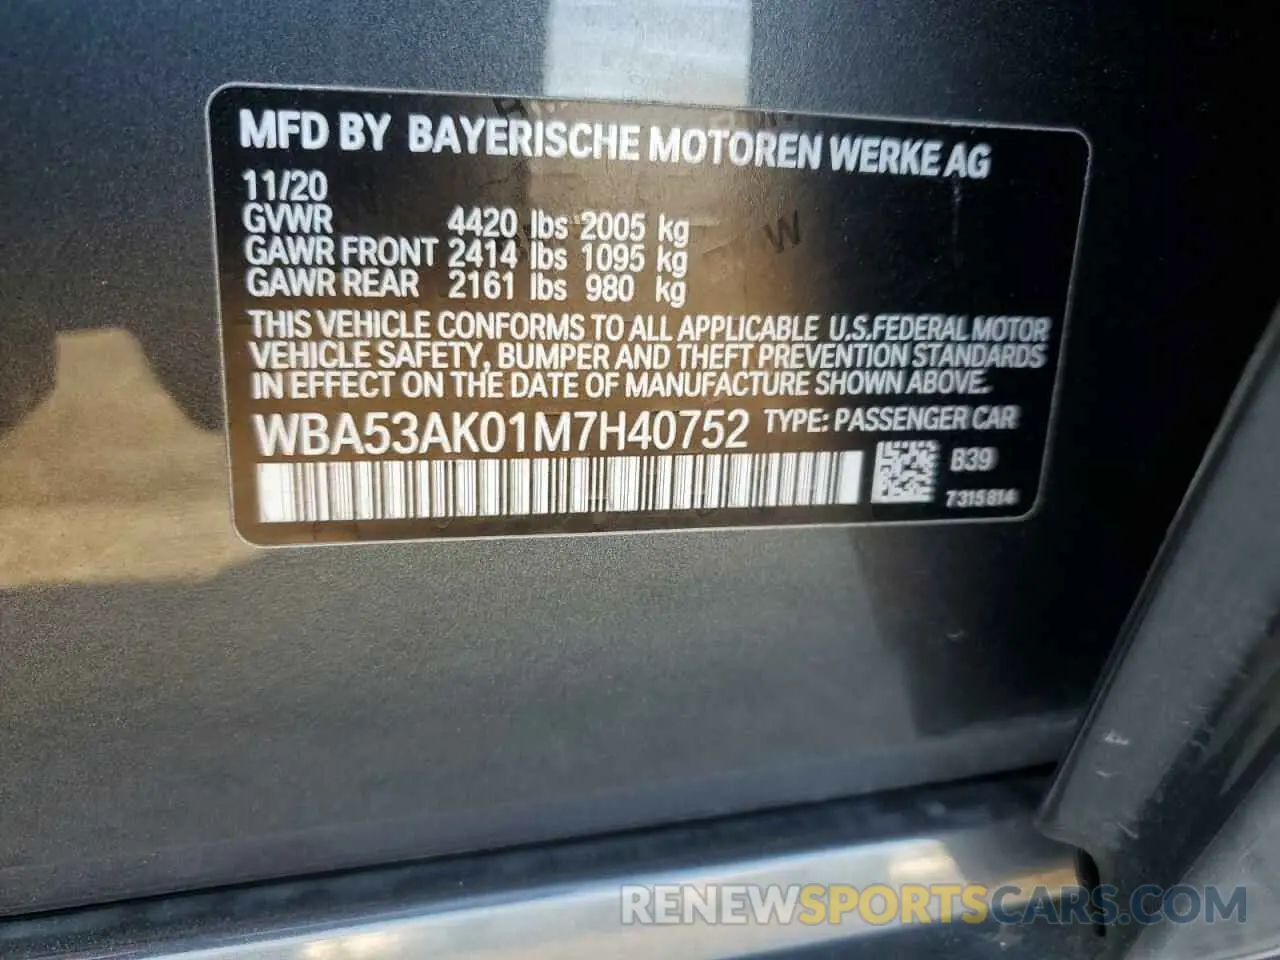 MFD BY BAYERISCHE MOTOREN WERKE AG
11/20
GVWR 4420 lbs 2005 kg
GAWR FRONT 2414 lbs 1095 kg
GAWR REAR 2161 lbs 980 kg
THIS VEHICLE CONFORMS TO ALL APPLICABLE U.S.FEDERAL MOTOR
VEHICLE SAFETY, BUMPER AND THEFT PREVENTION STANDARDS
IN EFFECT ON THE DATE OF MANUFACTURE SHOWN ABOVE.
WBA53AK01M7H40752 TYPE: PASSENGER CAR
B39
7315814
RENEWSPORTSCARS.COM